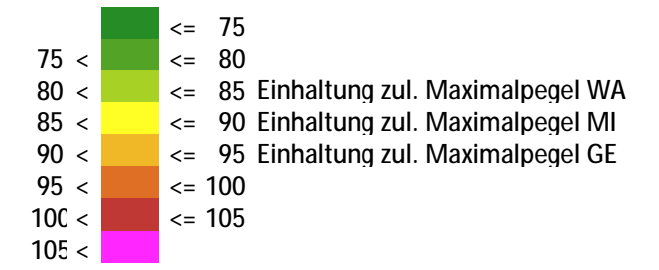 <= 75
75 < <= 80
80 < <= 85 Einhaltung zul. Maximalpegel WA
85 < <= 90 Einhaltung zul. Maximalpegel MI
90 < <= 95 Einhaltung zul. Maximalpegel GE
95 < <= 100
100 < <= 105
105 <